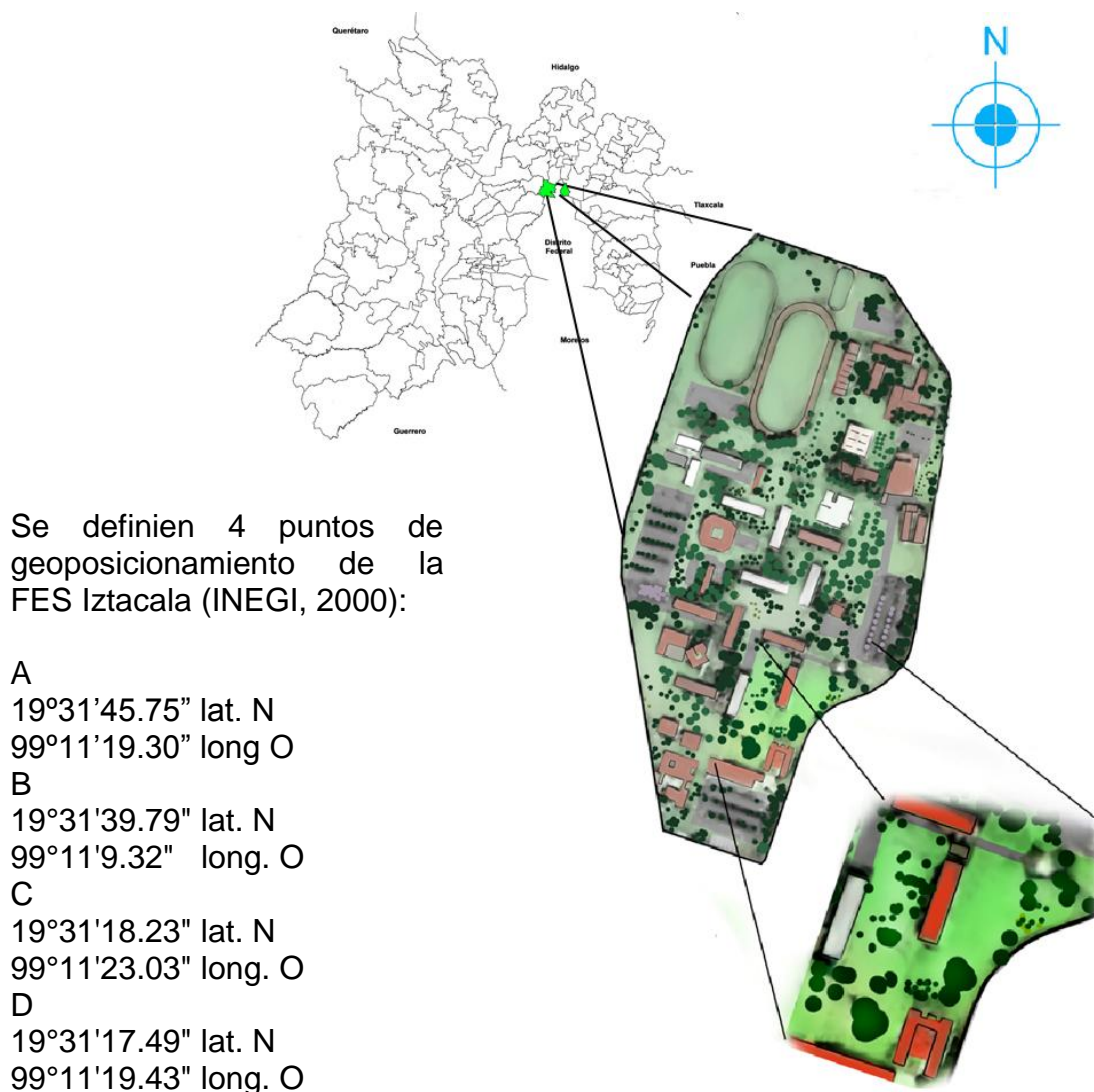 Querétaro
Hidalgo
N
Tlaxcala
Distrito
Federal
Puebla
Morelos
Guerrero
Se definien 4 puntos de
geoposicionamiento de la
FES Iztacala (INEGI, 2000):
A
19º31’45.75” lat. N
99º11’19.30” long O
B
19°31'39.79" lat. N
99°11'9.32" long. O
C
19°31'18.23" lat. N
99°11'23.03" long. O
D
19°31'17.49" lat. N
99°11'19.43" long. O